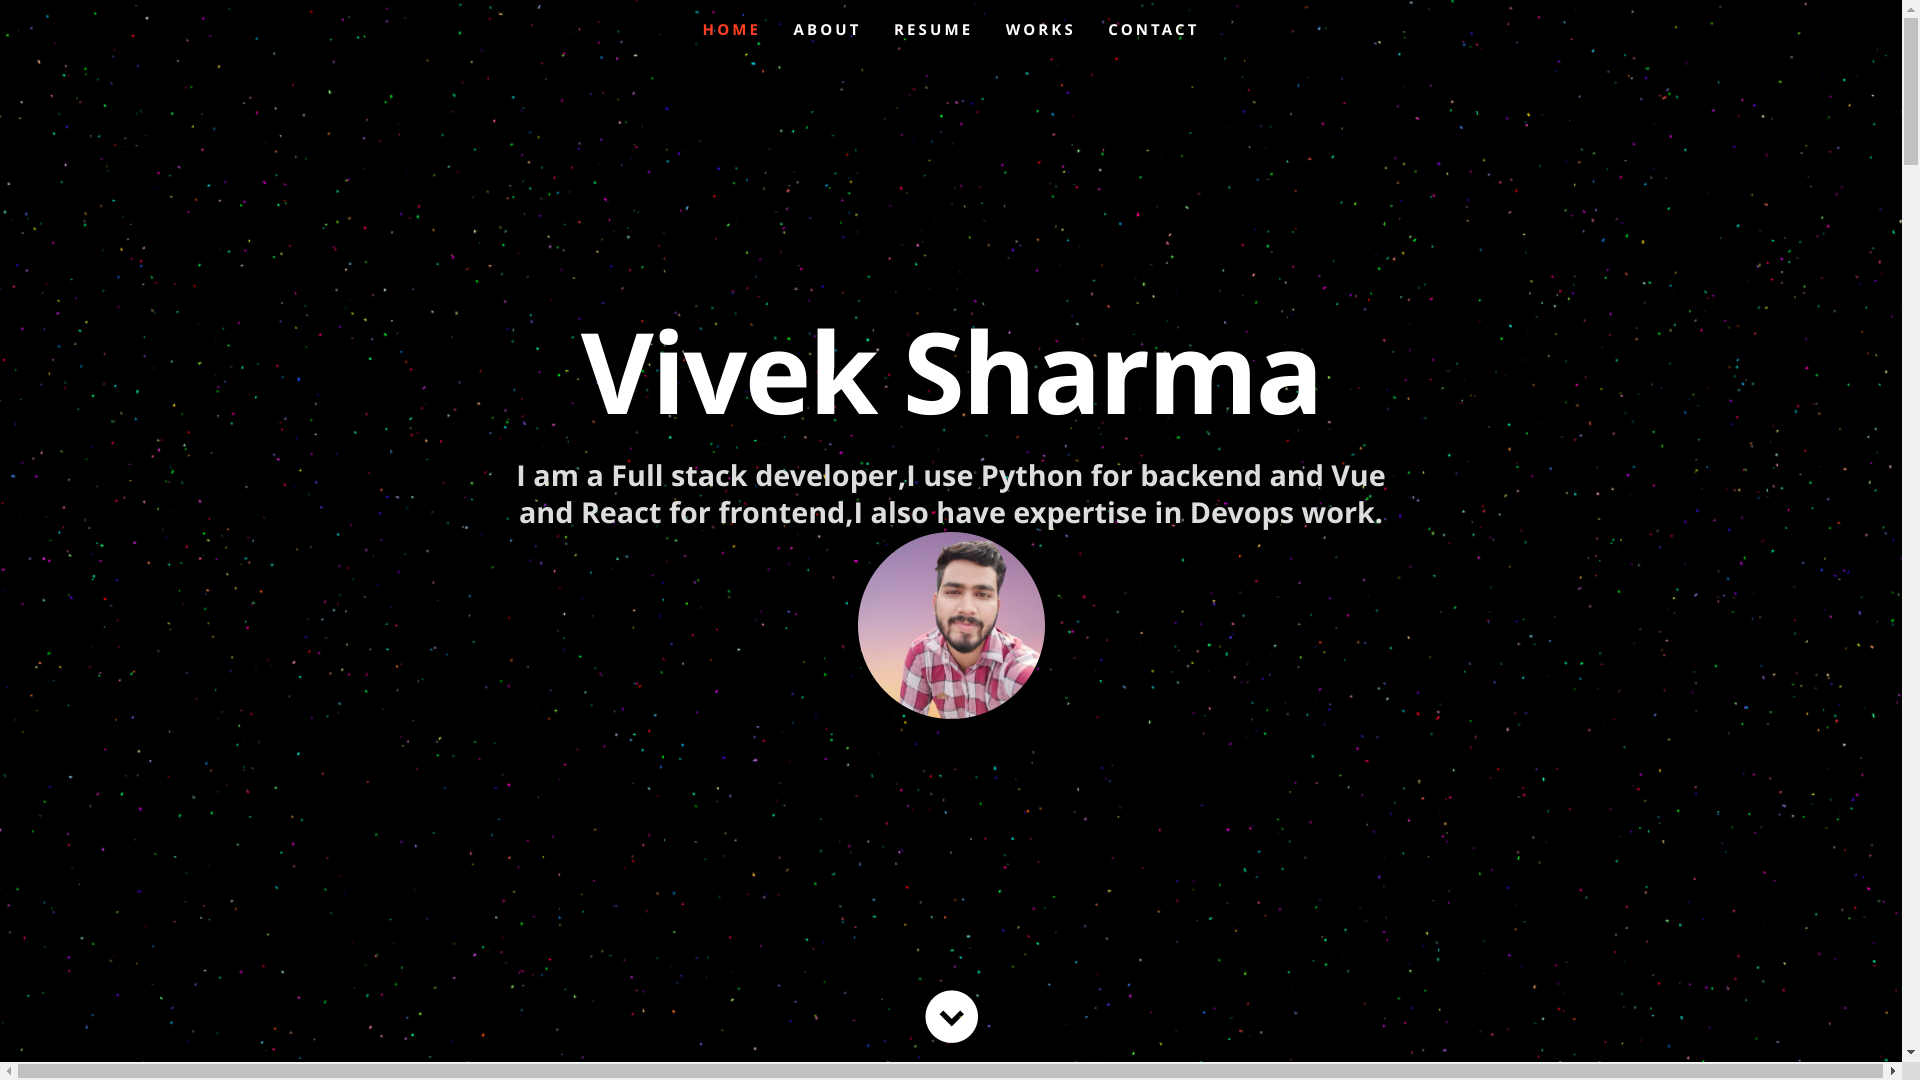 HOME ABOUT RESUME WORKS CONTACT
Vivek Sharma
I am a Full stack developer,I use Python for backend and Vue
and React for frontend,I also have expertise in Devops work.